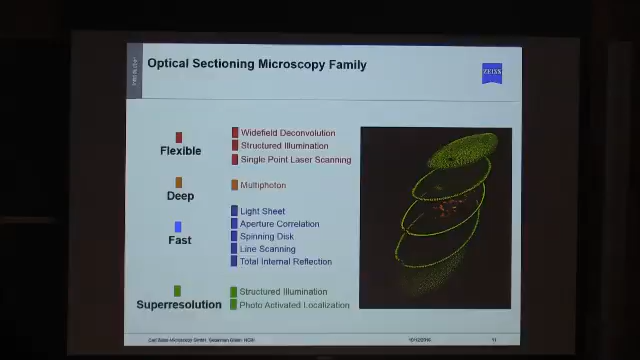 Optical Sectioning Microscopy Family
ZEISS
Flexible
Widefield Deconvolution
Structured Illumination
Single Point Laser Scanning
Deep
Multiphoton
Fast
Light Sheet
Aperture Correlation
Spinning Disk
Line Scanning
Total Internal Reflection
Superresolution
Structured Illumination
Photo Activated Localization
11